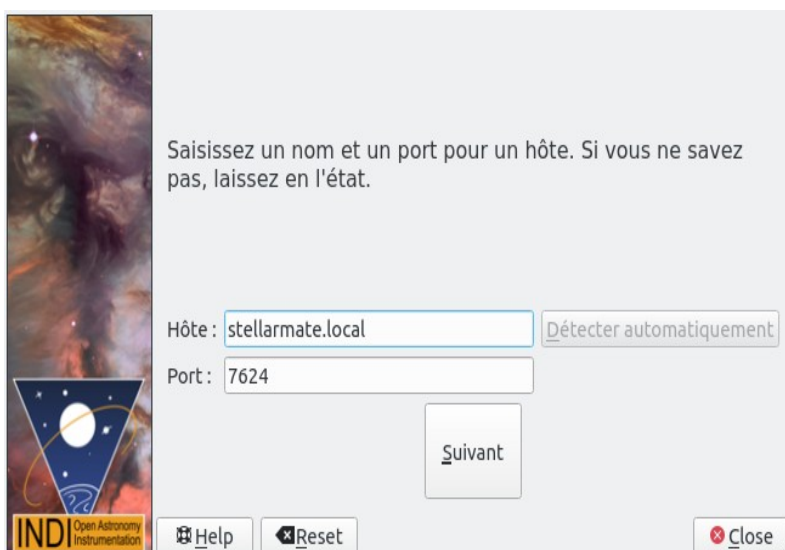 Saisissez un nom et un port pour un hôte. Si vous ne savez
pas, laissez en l'état.
Hôte : stellarmate.local Détecter automatiquement
Port : 7624
Suivant
INDI Open Astronomy
Instrumentation
Help Reset Close